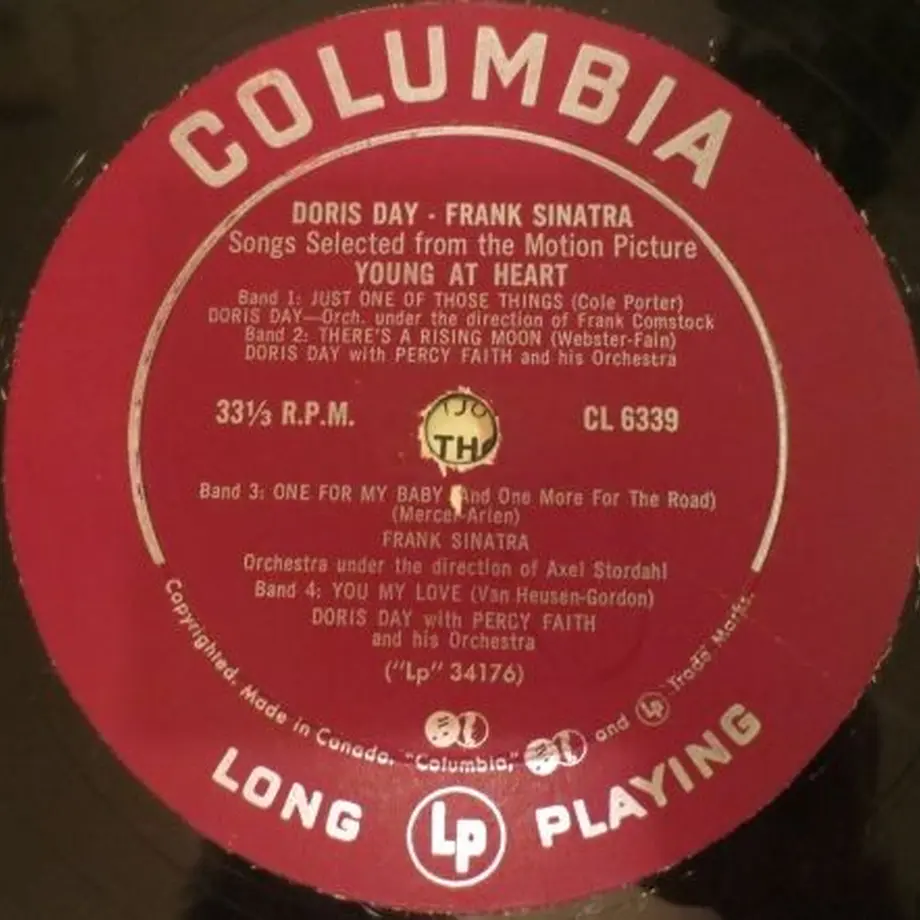 COLUMBIA
DORIS DAY · FRANK SINATRA
Songs Selected from the Motion Picture
YOUNG AT HEART
Band 1: JUST ONE OF THOSE THINGS (Cole Porter)
DORIS DAY—Orch. under the direction of Frank Comstock
Band 2: THERE'S A RISING MOON (Webster-Fain)
DORIS DAY with PERCY FAITH and his Orchestra
33⅓ R.P.M.
CL 6339
TH
Band 3: ONE FOR MY BABY (And One More For The Road)
(Mercer-Arlen)
FRANK SINATRA
Orchestra under the direction of Axel Stordahl
Band 4: YOU MY LOVE (Van Heusen-Gordon)
DORIS DAY with PERCY FAITH
and his Orchestra
("Lp" 34176)
Copyrighted. Made in Canada. "Columbia," and Lp Trade Marks.
LONG Lp PLAYING